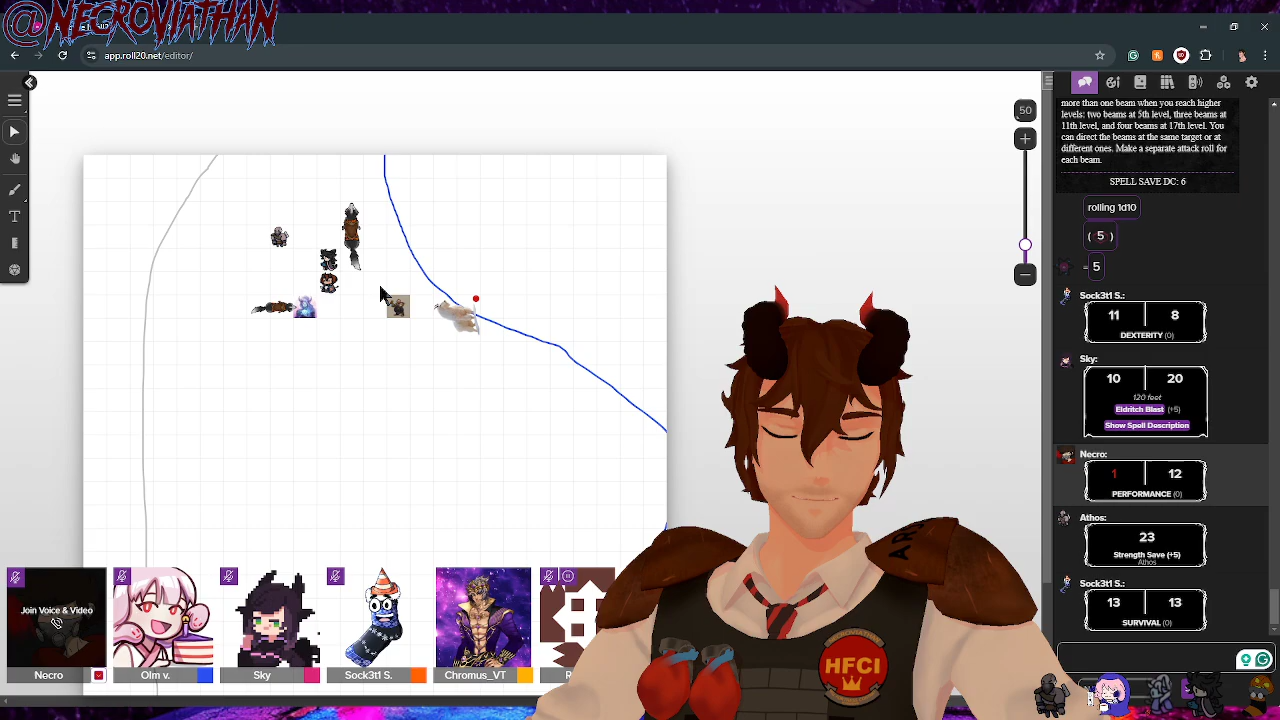 @NECROVIATHAN
app.roll20.net/editor/
50
more than one beam when you reach higher
levels: two beams at 5th level, three beams at
11th level, and four beams at 17th level. You
can direct the beams at the same target or at
different ones. Make a separate attack roll for
each beam.
SPELL SAVE DC: 6
rolling 1d10
(5)
=5
Sock3t1 S.:
11 8
DEXTERITY (0)
Sky:
10 20
120 feet
Eldritch Blast (+5)
Show Spell Description
Necro:
1 12
PERFORMANCE (0)
Athos:
23
Strength Save (+5)
Athos
Sock3t1 S.:
13 13
SURVIVAL (0)
Join Voice & Video
Necro
Olm v.
Sky
Sock3t1 S.
Chromus_VT
NECROVIATHAN
HFCI